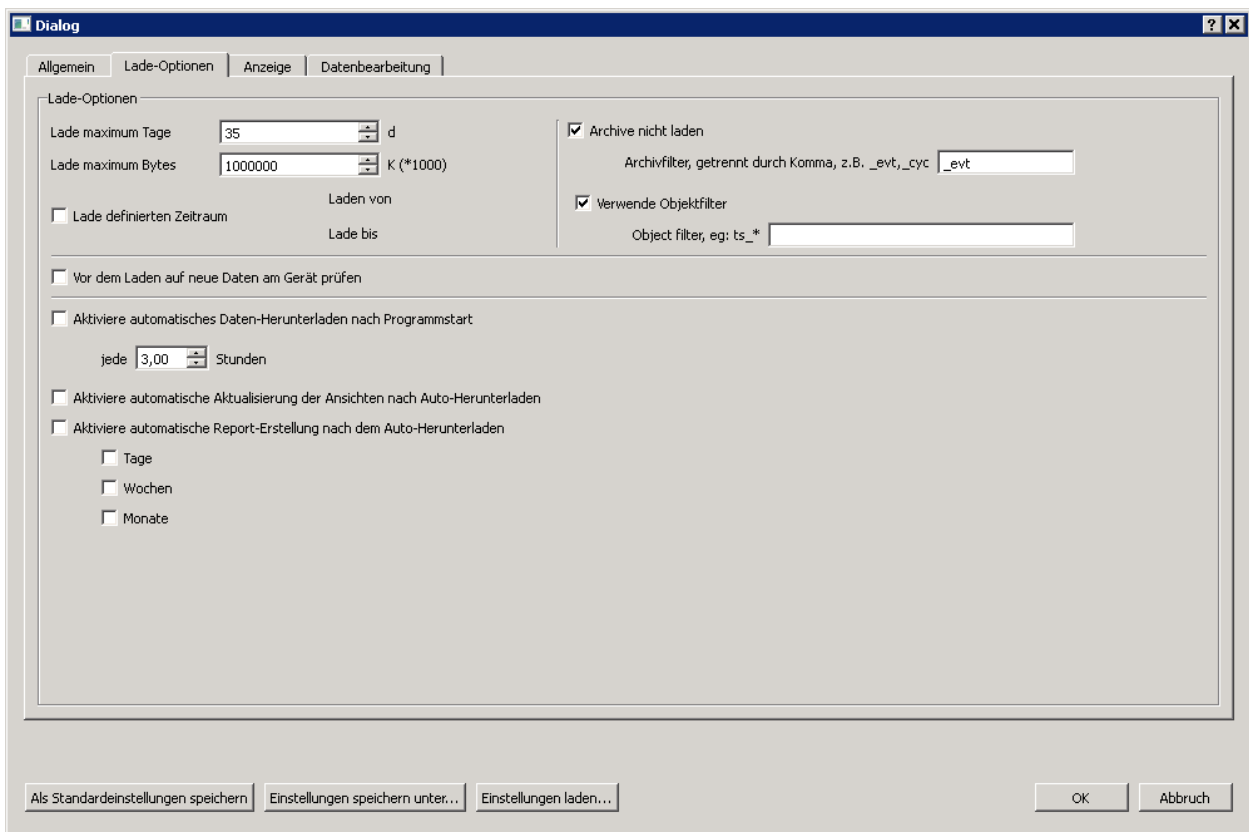 Dialog
Allgemein Lade-Optionen Anzeige Datenbearbeitung
Lade-Optionen
Lade maximum Tage 35 d
Lade maximum Bytes 1000000 K (*1000)
Laden von
Lade definierten Zeitraum
Lade bis
Archive nicht laden
Archivfilter, getrennt durch Komma, z.B. _evt,_cyc _evt
Verwende Objektfilter
Object filter, eg: ts_*
Vor dem Laden auf neue Daten am Gerät prüfen
Aktiviere automatisches Daten-Herunterladen nach Programmstart
jede 3,00 Stunden
Aktiviere automatische Aktualisierung der Ansichten nach Auto-Herunterladen
Aktiviere automatische Report-Erstellung nach dem Auto-Herunterladen
Tage
Wochen
Monate
Als Standardeinstellungen speichern Einstellungen speichern unter... Einstellungen laden... OK Abbruch